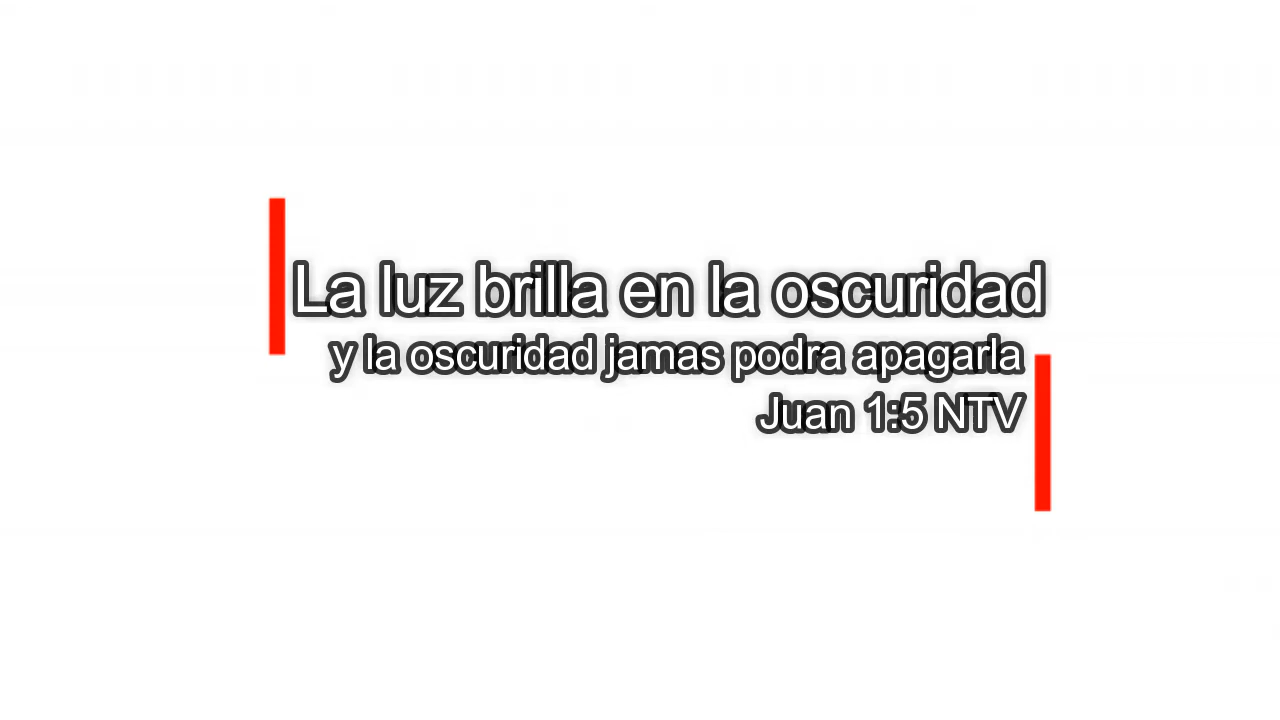 La luz brilla en la oscuridad
y la oscuridad jamas podra apagarla
Juan 1:5 NTV